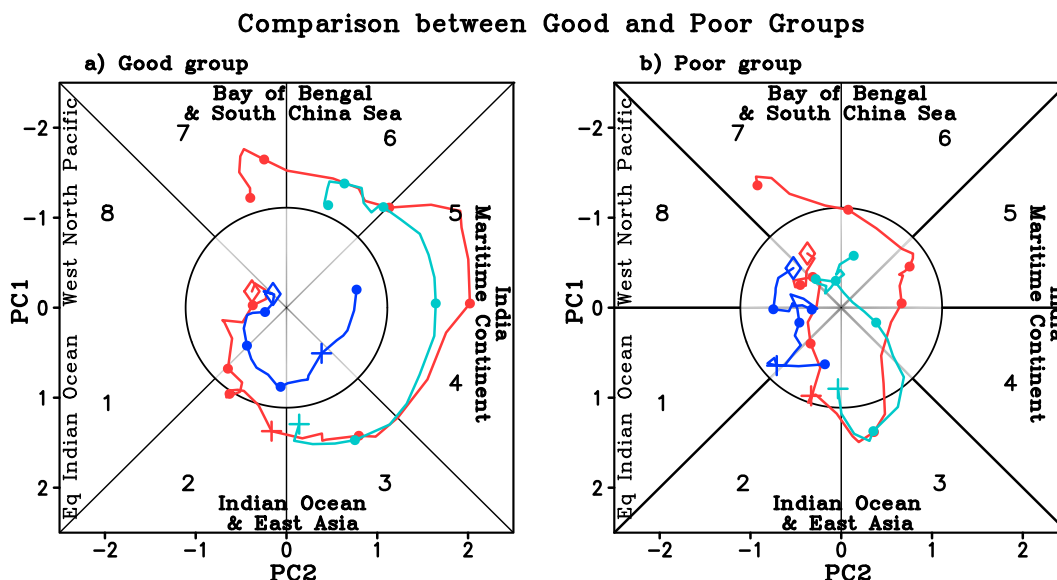 Comparison between Good and Poor Groups
a) Good group
Bay of Bengal
& South China Sea
7
6
8
5
1
4
2
3
West North Pacific
Eq Indian Ocean
India
Maritime Continent
Indian Ocean
& East Asia
PC1
-2
-1
0
1
2
-2
-1
0
1
2
PC2
b) Poor group
Bay of Bengal
& South China Sea
7
6
8
5
1
4
2
3
West North Pacific
Eq Indian Ocean
India
Maritime Continent
Indian Ocean
& East Asia
PC1
-2
-1
0
1
2
-2
-1
0
1
2
PC2